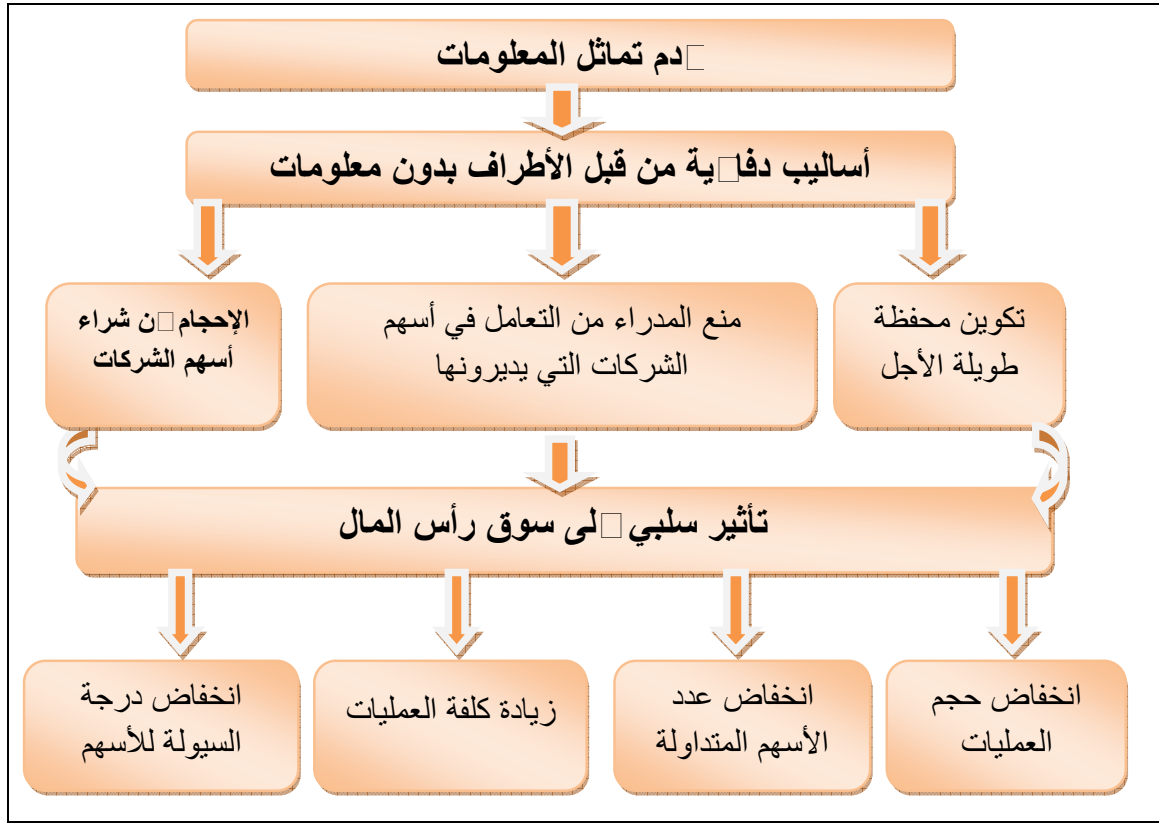 □دم تماثل المعلومات
أساليب دفا□ية من قبل الأطراف بدون معلومات
تكوين محفظة
طويلة الأجل
منع المدراء من التعامل في أسهم
الشركات التي يديرونها
الإحجام □ن شراء
أسهم الشركات
تأثير سلبي □لى سوق رأس المال
انخفاض حجم
العمليات
انخفاض عدد
الأسهم المتداولة
زيادة كلفة العمليات
انخفاض درجة
السيولة للأسهم